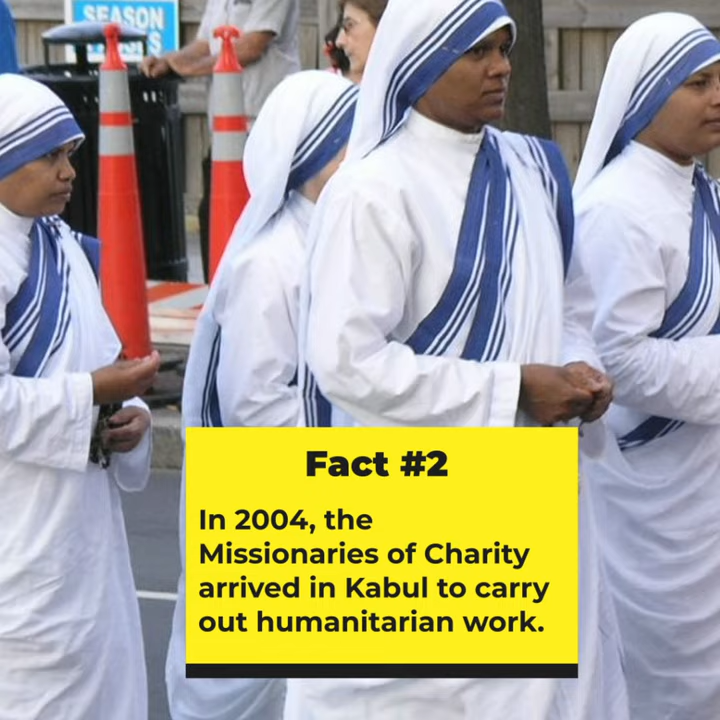 SEASON
Fact #2
In 2004, the
Missionaries of Charity
arrived in Kabul to carry
out humanitarian work.